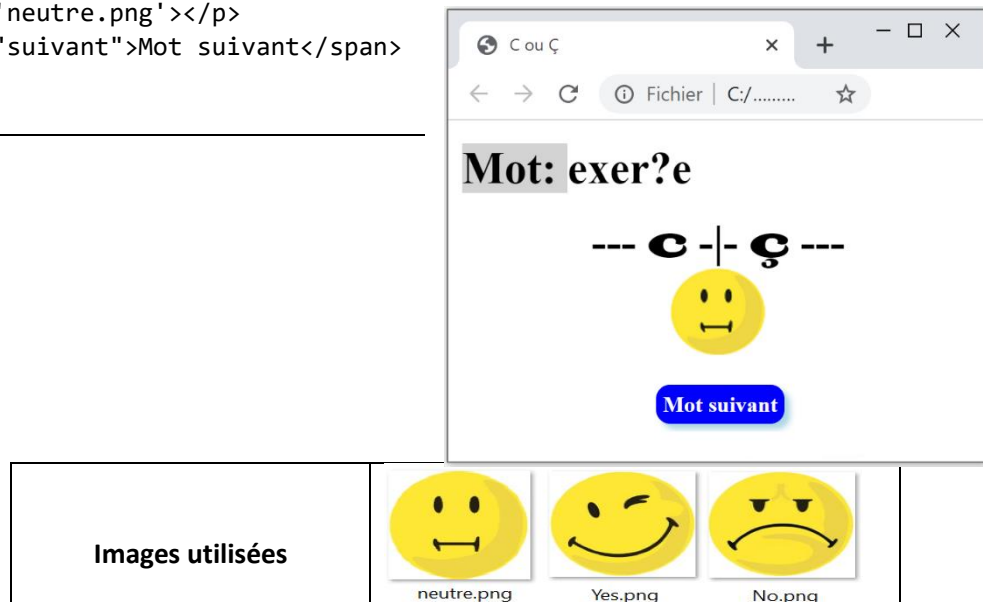 'neutre.png'></p>
"suivant">Mot suivant</span>
C ou Ç
Fichier | C:/.........
Mot: exer?e
--- c -|- ç ---
Mot suivant
Images utilisées
neutre.png Yes.png No.png